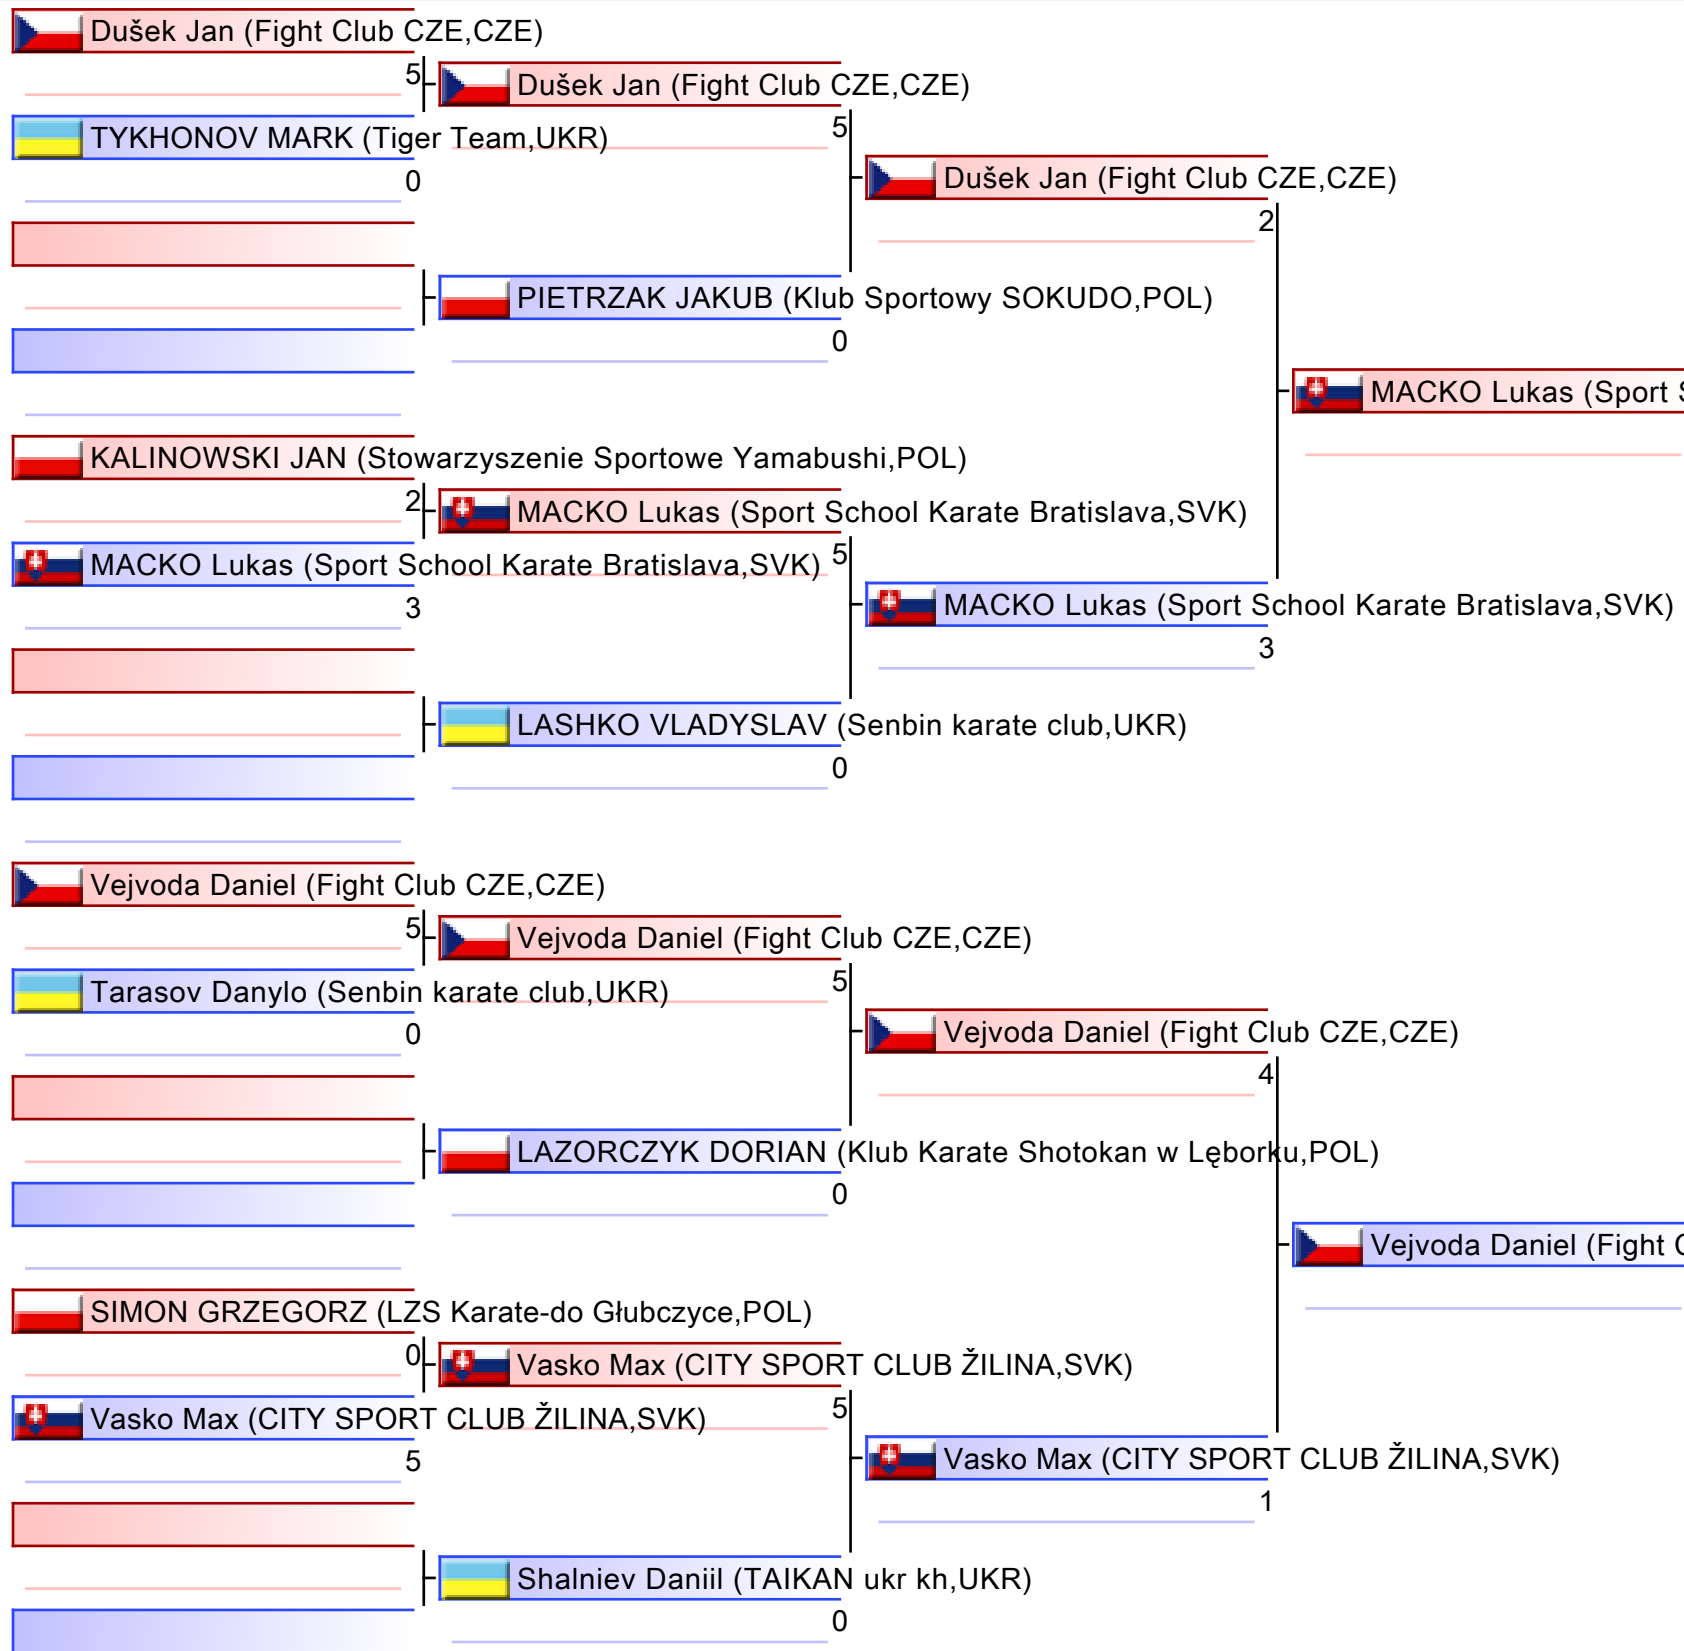 Dušek Jan (Fight Club CZE,CZE)
5
Dušek Jan (Fight Club CZE,CZE)
TYKHONOV MARK (Tiger Team,UKR)
5
0
Dušek Jan (Fight Club CZE,CZE)
2
PIETRZAK JAKUB (Klub Sportowy SOKUDO,POL)
0
MACKO Lukas (Sport
KALINOWSKI JAN (Stowarzyszenie Sportowe Yamabushi,POL)
2
MACKO Lukas (Sport School Karate Bratislava,SVK)
MACKO Lukas (Sport School Karate Bratislava,SVK)
5
3
MACKO Lukas (Sport School Karate Bratislava,SVK)
3
LASHKO VLADYSLAV (Senbin karate club,UKR)
0
Vejvoda Daniel (Fight Club CZE,CZE)
5
Vejvoda Daniel (Fight Club CZE,CZE)
Tarasov Danylo (Senbin karate club,UKR)
5
0
Vejvoda Daniel (Fight Club CZE,CZE)
4
LAZORCZYK DORIAN (Klub Karate Shotokan w Lęborku,POL)
0
Vejvoda Daniel (Fight
SIMON GRZEGORZ (LZS Karate-do Głubczyce,POL)
0
Vasko Max (CITY SPORT CLUB ŽILINA,SVK)
Vasko Max (CITY SPORT CLUB ŽILINA,SVK)
5
5
Vasko Max (CITY SPORT CLUB ŽILINA,SVK)
1
Shalniev Daniil (TAIKAN ukr kh,UKR)
0